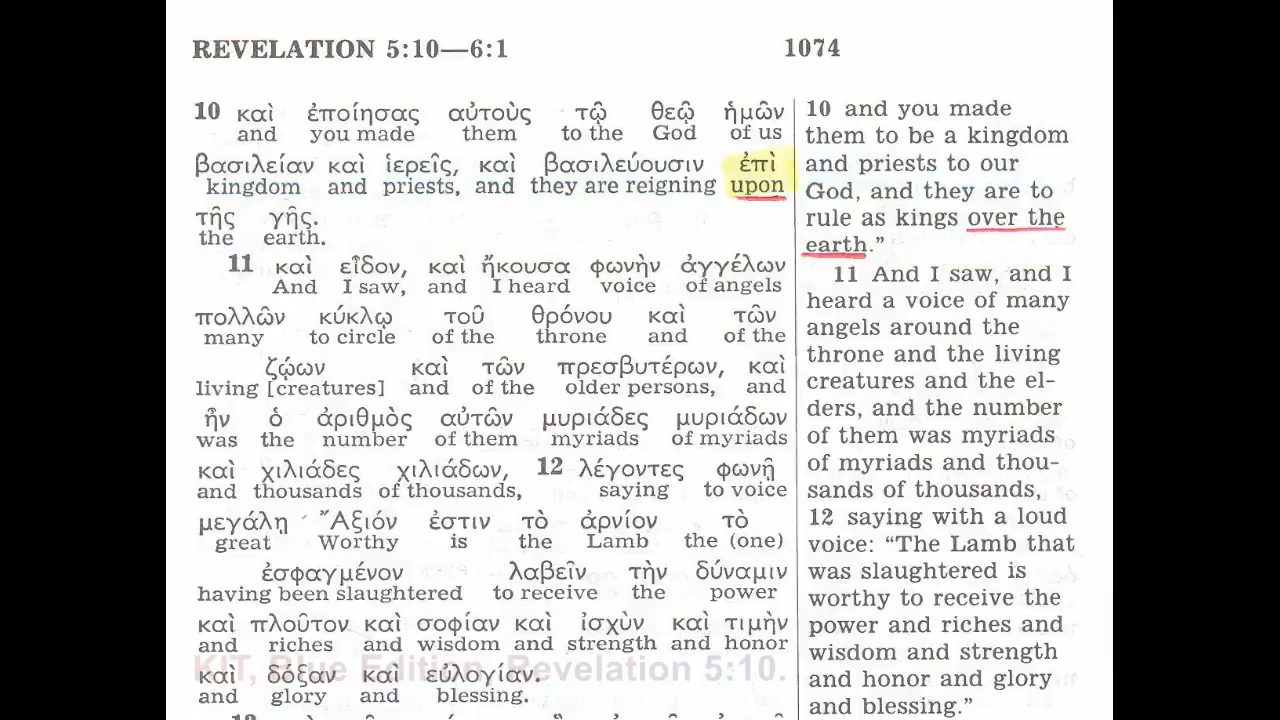 REVELATION 5:10—6:1 1074
10 καὶ ἐποίησας αὐτοὺς τῷ θεῷ ἡμῶν
and you made them to the God of us
βασιλείαν καὶ ἱερεῖς, καὶ βασιλεύουσιν ἐπὶ
kingdom and priests, and they are reigning upon
τῆς γῆς.
the earth.
11 καὶ εἶδον, καὶ ἤκουσα φωνὴν ἀγγέλων
And I saw, and I heard voice of angels
πολλῶν κύκλῳ τοῦ θρόνου καὶ τῶν
many to circle of the throne and of the
ζῴων καὶ τῶν πρεσβυτέρων, καὶ
living [creatures] and of the older persons, and
ἦν ὁ ἀριθμὸς αὐτῶν μυριάδες μυριάδων
was the number of them myriads of myriads
καὶ χιλιάδες χιλιάδων, 12 λέγοντες φωνῇ
and thousands of thousands, saying to voice
μεγάλῃ Ἄξιόν ἐστιν τὸ ἀρνίον τὸ
great Worthy is the Lamb the (one)
ἐσφαγμένον λαβεῖν τὴν δύναμιν
having been slaughtered to receive the power
καὶ πλοῦτον καὶ σοφίαν καὶ ἰσχὺν καὶ τιμὴν
and riches and wisdom and strength and honor
καὶ δόξαν καὶ εὐλογίαν.
and glory and blessing.
KIT, Blue Edition, Revelation 5:10.
10 and you made
them to be a kingdom
and priests to our
God, and they are to
rule as kings over the
earth.”
11 And I saw, and I
heard a voice of many
angels around the
throne and the living
creatures and the el-
ders, and the number
of them was myriads
of myriads and thou-
sands of thousands,
12 saying with a loud
voice: “The Lamb that
was slaughtered is
worthy to receive the
power and riches and
wisdom and strength
and honor and glory
and blessing.”